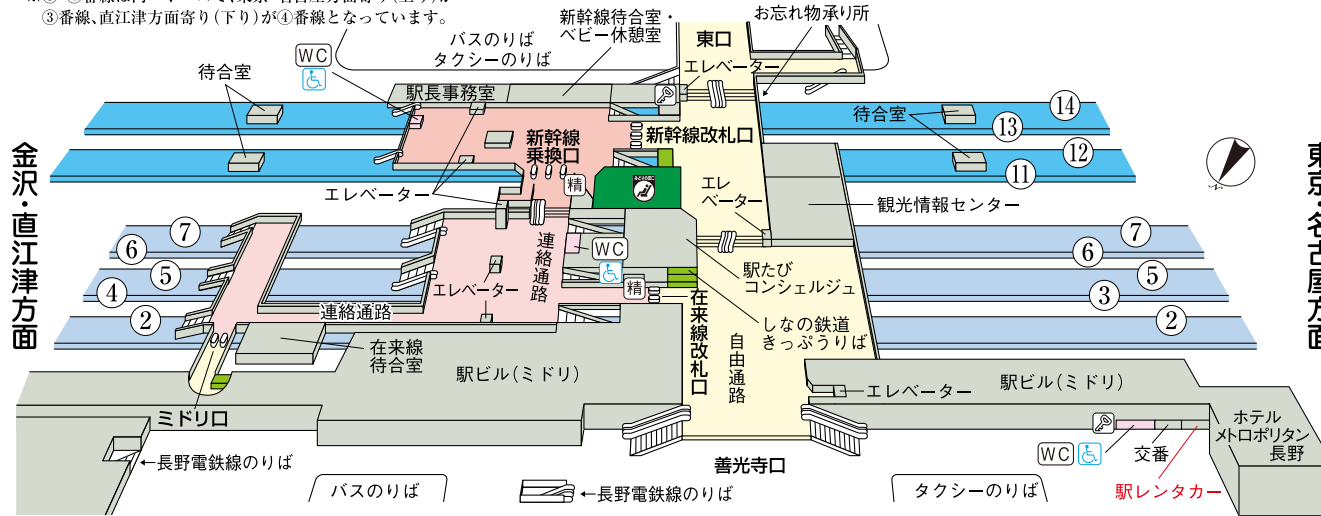 ③番線、直江津方面寄り(下り)が④番線となっています。
新幹線待合室・
ベビー休憩室
お忘れ物承り所
東口
バスのりば
タクシーのりば
WC
待合室
駅長事務室
エレベーター
新幹線
乗換口
新幹線改札口
待合室
⑭
⑬
⑫
⑪
金沢・直江津方面
東京・名古屋方面
エレベーター
精
エレ
ベーター
観光情報センター
⑦
⑥
⑤
④
②
連絡通路
WC
エレベーター
精
連絡通路
駅たび
コンシェルジュ
しなの鉄道
きっぷうりば
在来線改札口
自由通路
⑦
⑥
⑤
③
②
在来線
待合室
駅ビル(ミドリ)
エレベーター
駅ビル(ミドリ)
ミドリ口
善光寺口
ホテル
メトロポリタン
長野
←長野電鉄線のりば
WC
交番
駅レンタカー
バスのりば
←長野電鉄線のりば
タクシーのりば